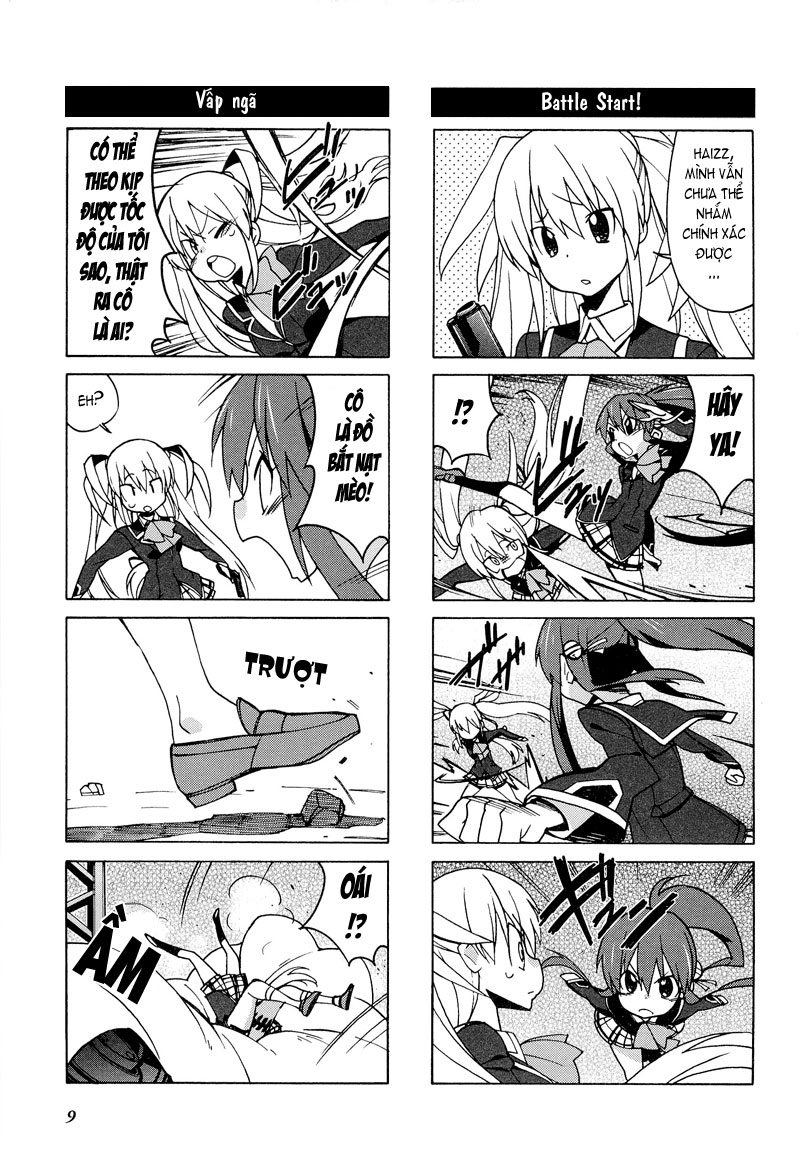 Battle Start!
HAIZZ,
MÌNH VẪN
CHƯA THỂ
NHẮM
CHÍNH XÁC
ĐƯỢC
...
HÂY
YA!
!?
Vấp ngã
CÓ THỂ
THEO KỊP
ĐƯỢC TỐC
ĐỘ CỦA TÔI
SAO, THẬT
RA CÔ
LÀ AI?
CÔ
LÀ ĐỒ
BẮT NẠT
MÈO!
EH?
TRƯỢT
OÁI
!?
ẦM
9